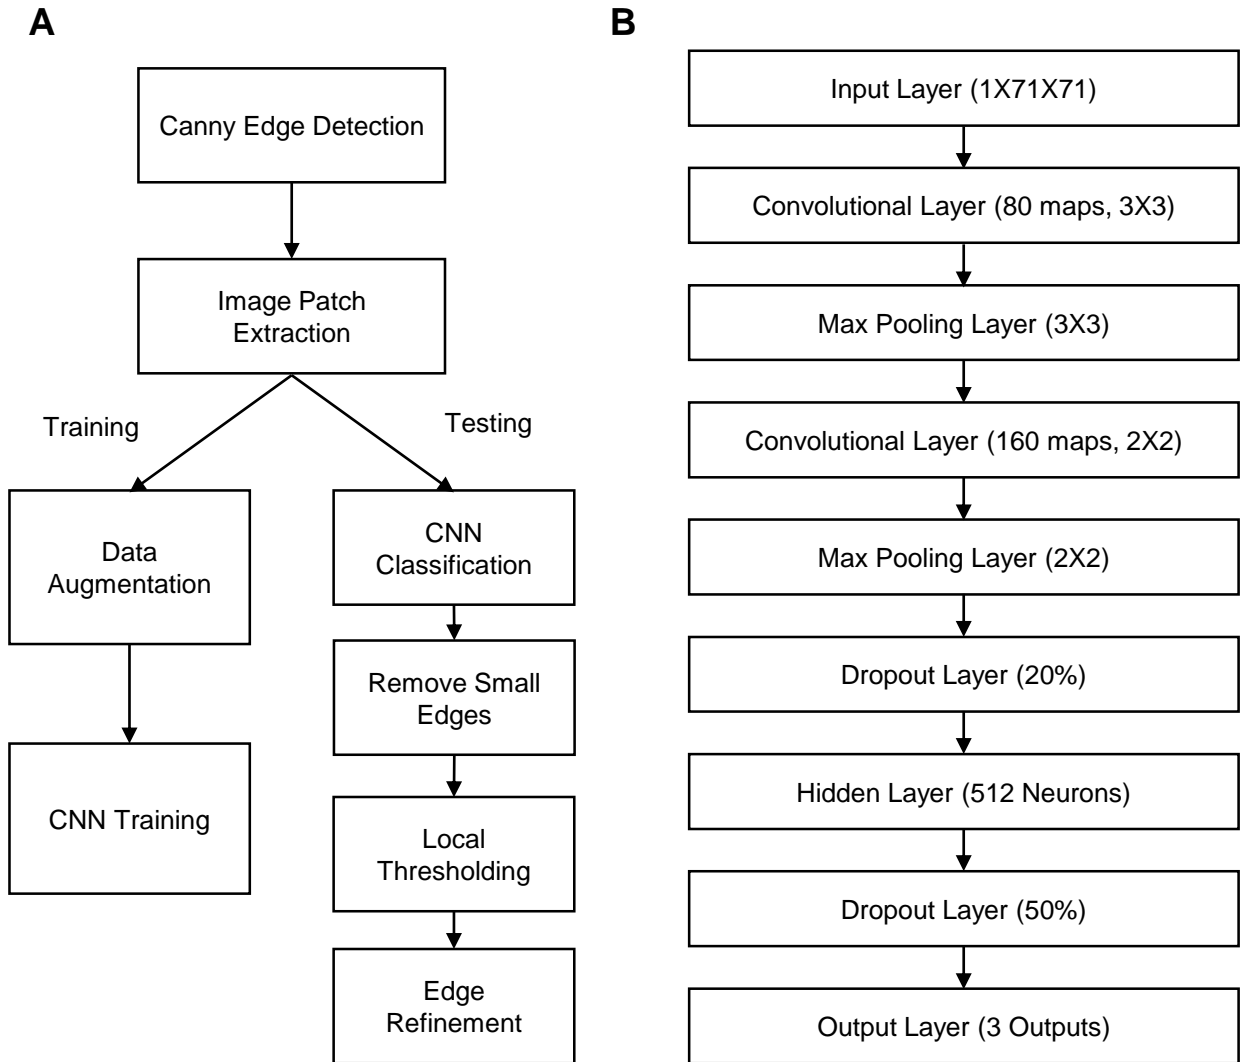 A
Canny Edge Detection
Image Patch
Extraction
Training
Testing
Data
Augmentation
CNN Training
CNN
Classification
Remove Small
Edges
Local
Thresholding
Edge
Refinement
B
Input Layer (1X71X71)
Convolutional Layer (80 maps, 3X3)
Max Pooling Layer (3X3)
Convolutional Layer (160 maps, 2X2)
Max Pooling Layer (2X2)
Dropout Layer (20%)
Hidden Layer (512 Neurons)
Dropout Layer (50%)
Output Layer (3 Outputs)